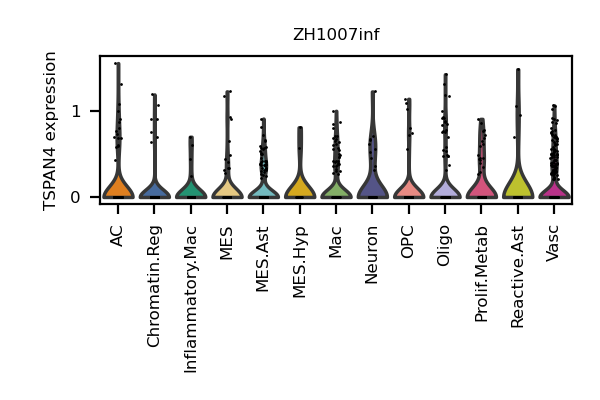 ZH1007inf
TSPAN4 expression
1
0
AC
Chromatin.Reg
Inflammatory.Mac
MES
MES.Ast
MES.Hyp
Mac
Neuron
OPC
Oligo
Prolif.Metab
Reactive.Ast
Vasc